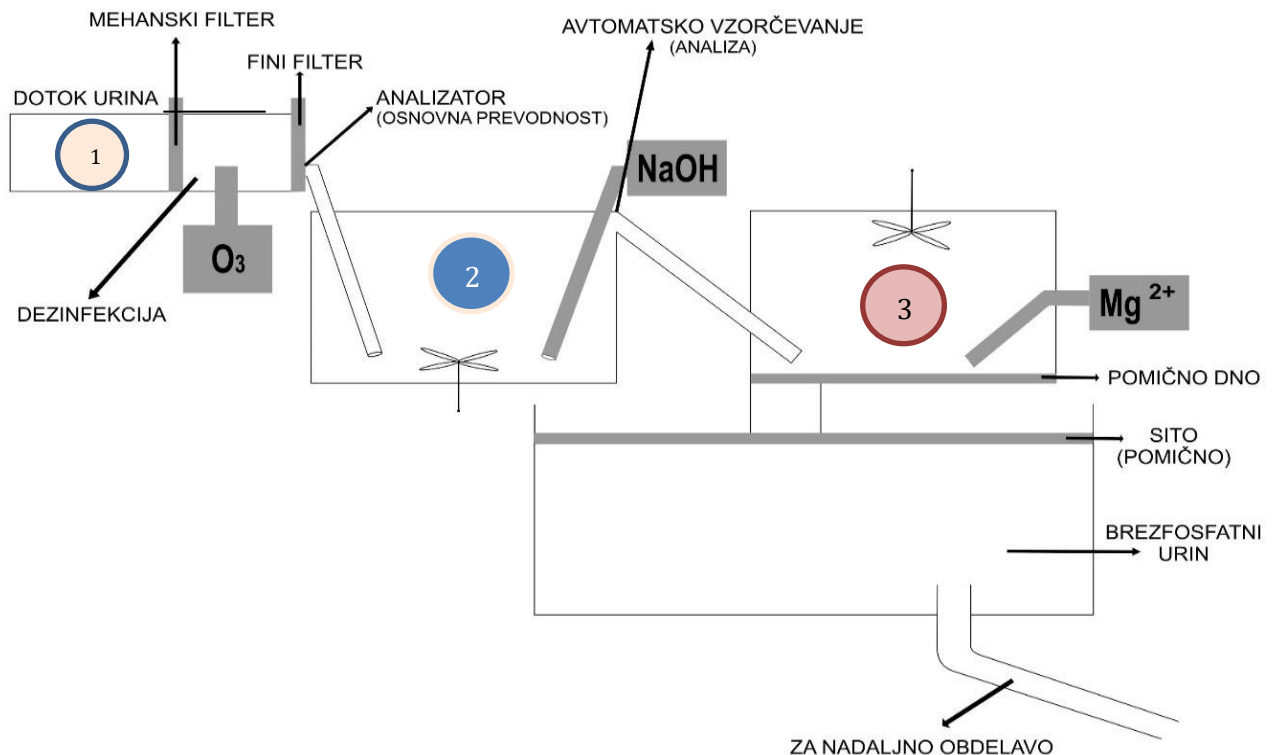 MEHANSKI FILTER
FINI FILTER
DOTOK URINA
ANALIZATOR
(OSNOVNA PREVODNOST)
AVTOMATSKO VZORČEVANJE
(ANALIZA)
1
NaOH
O3
2
3
Mg 2+
DEZINFEKCIJA
POMIČNO DNO
SITO
(POMIČNO)
BREZFOSFATNI
URIN
ZA NADALJNO OBDELAVO